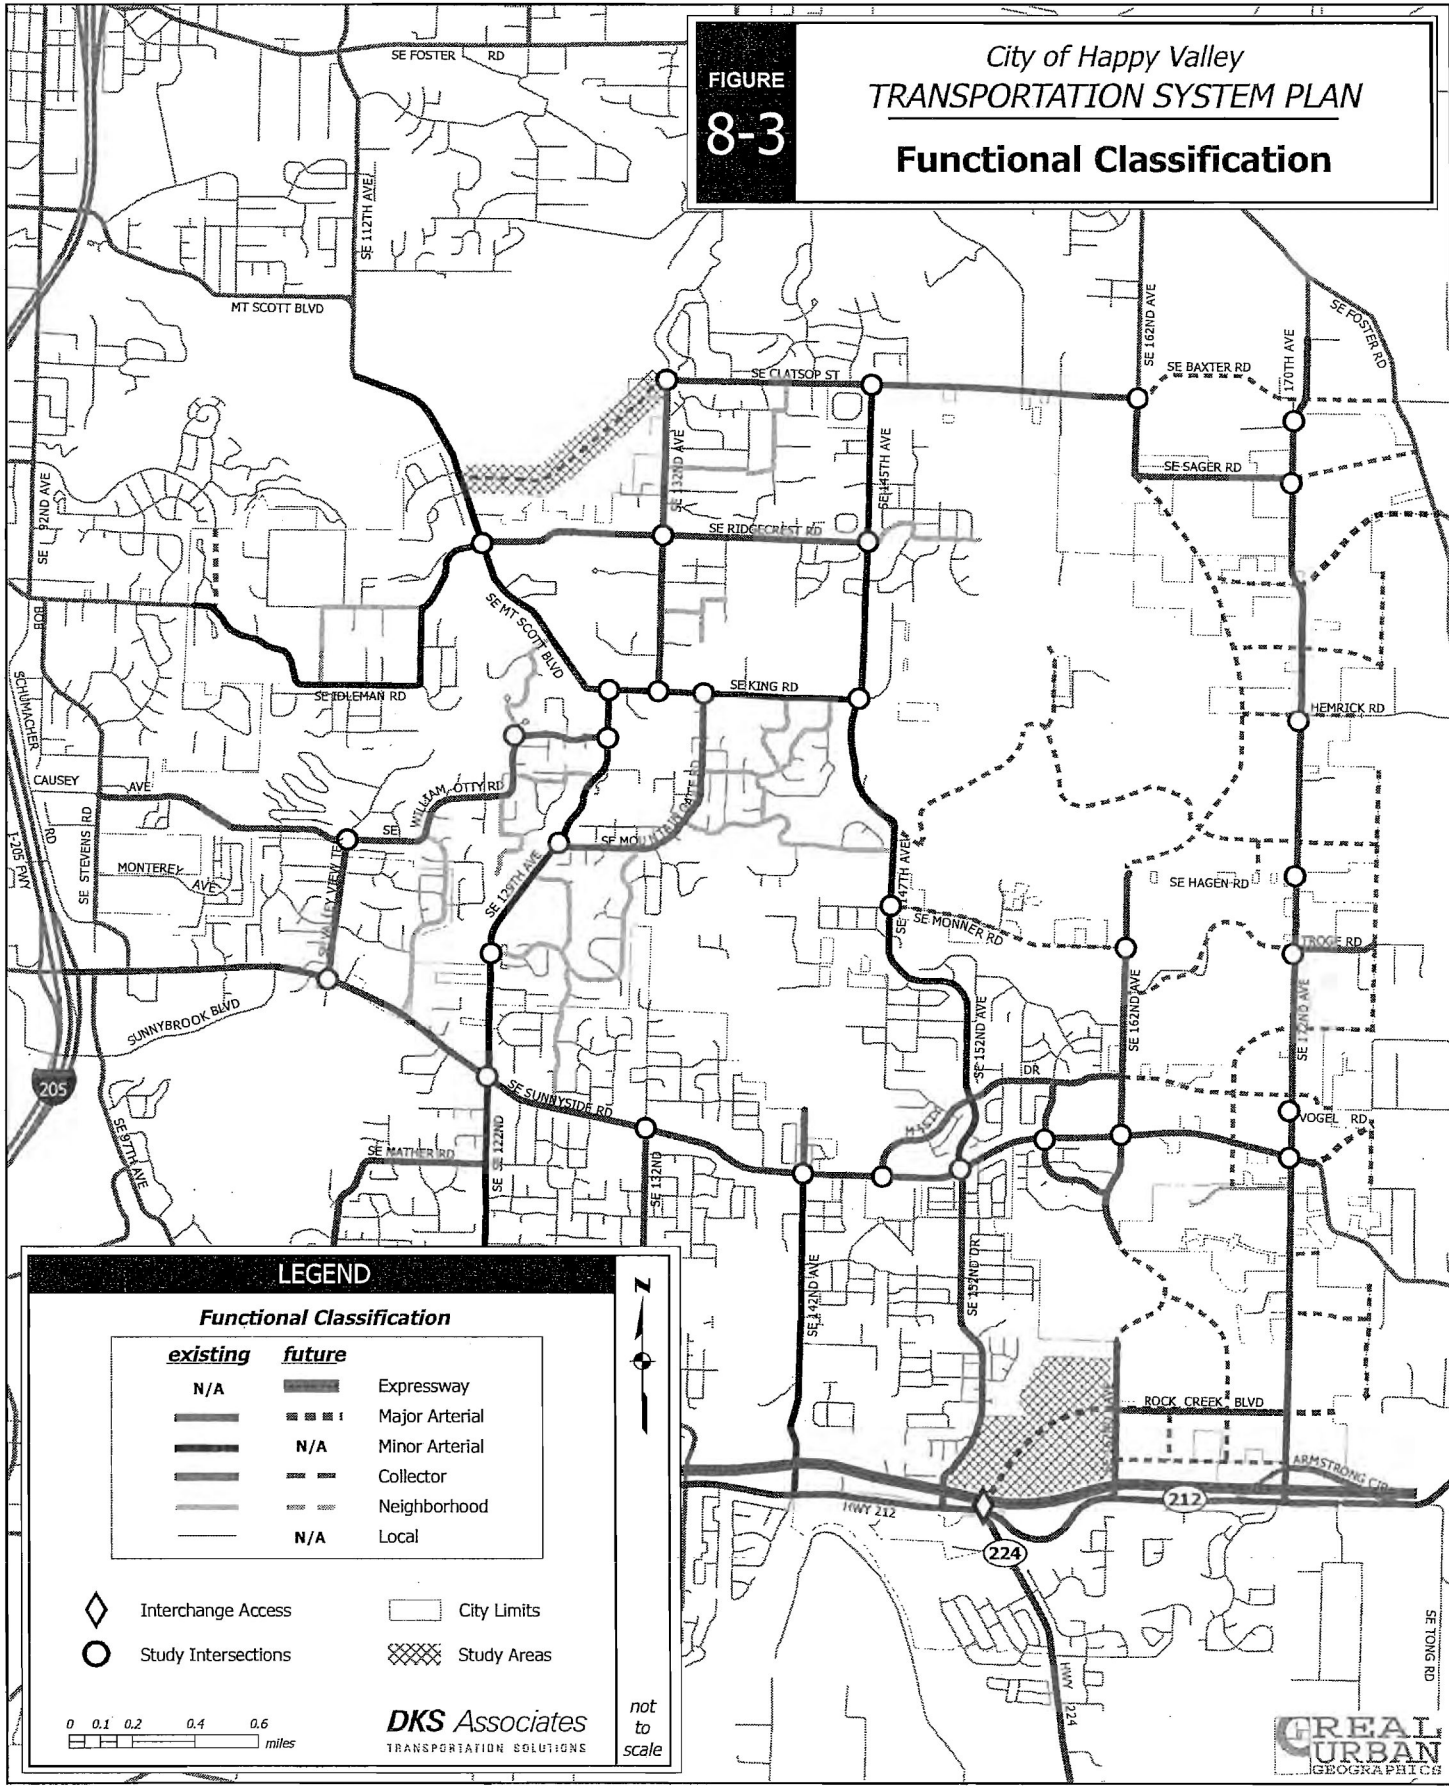 FIGURE
8-3
City of Happy Valley
TRANSPORTATION SYSTEM PLAN
Functional Classification
SE FOSTER RD
SE 112TH AVE
MT SCOTT BLVD
SE 162ND AVE
SE FOSTER RD
170TH AVE
SE BAXTER RD
SE CLATSOP ST
SE 132ND AVE
SE 145TH AVE
SE SAGER RD
SE 92ND AVE
SE RIDGECREST RD
SE MT SCOTT BLVD
BOB
SCHUMACHER
RD
SE IDLEMAN RD
SE KING RD
HEMRICK RD
CAUSEY AVE
SE WILLIAM OTTY RD
SE MOUNTAIN GATE RD
I-205 FWY
SE STEVENS RD
MONTEREY AVE
SE VALLEY VIEW TE
SE 129TH AVE
SE 147TH AVE
SE HAGEN RD
SE MONNER RD
TROGE RD
SE 162ND AVE
SE 172ND AVE
SE 152ND AVE
SUNNYBROOK BLVD
205
DR
SE SUNNYSIDE RD
VOGEL RD
SE 97TH AVE
SE MATHER RD
SE 122ND
SE 132ND
SE 142ND AVE
SE 152ND DR
ROCK CREEK BLVD
ARMSTRONG CIR
HWY 212
212
224
HWY 224
SE TONG RD
LEGEND
Functional Classification
existing future
N/A Expressway
Major Arterial
N/A Minor Arterial
Collector
Neighborhood
N/A Local
Interchange Access
City Limits
Study Intersections
Study Areas
0 0.1 0.2 0.4 0.6
miles
DKS Associates
TRANSPORTATION SOLUTIONS
N
not
to
scale
REAL
URBAN
GEOGRAPHICS